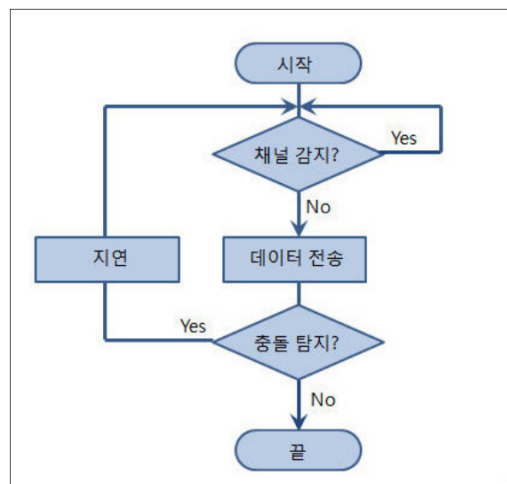 시작
채널 감지?
Yes
No
지연
데이터 전송
Yes
충돌 탐지?
No
끝